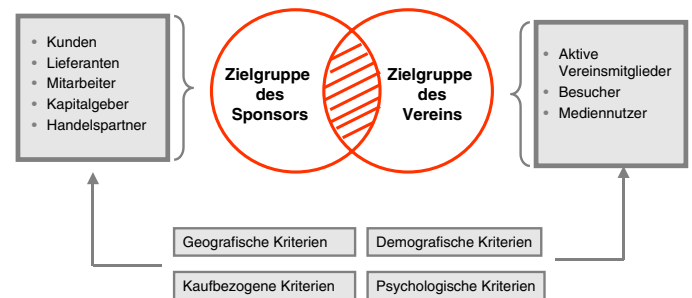 Kunden
Lieferanten
Mitarbeiter
Kapitalgeber
Handelspartner
Zielgruppe
des
Sponsors
Zielgruppe
des
Vereins
Aktive
Vereinsmitglieder
Besucher
Mediennutzer
Geografische Kriterien
Demografische Kriterien
Kaufbezogene Kriterien
Psychologische Kriterien